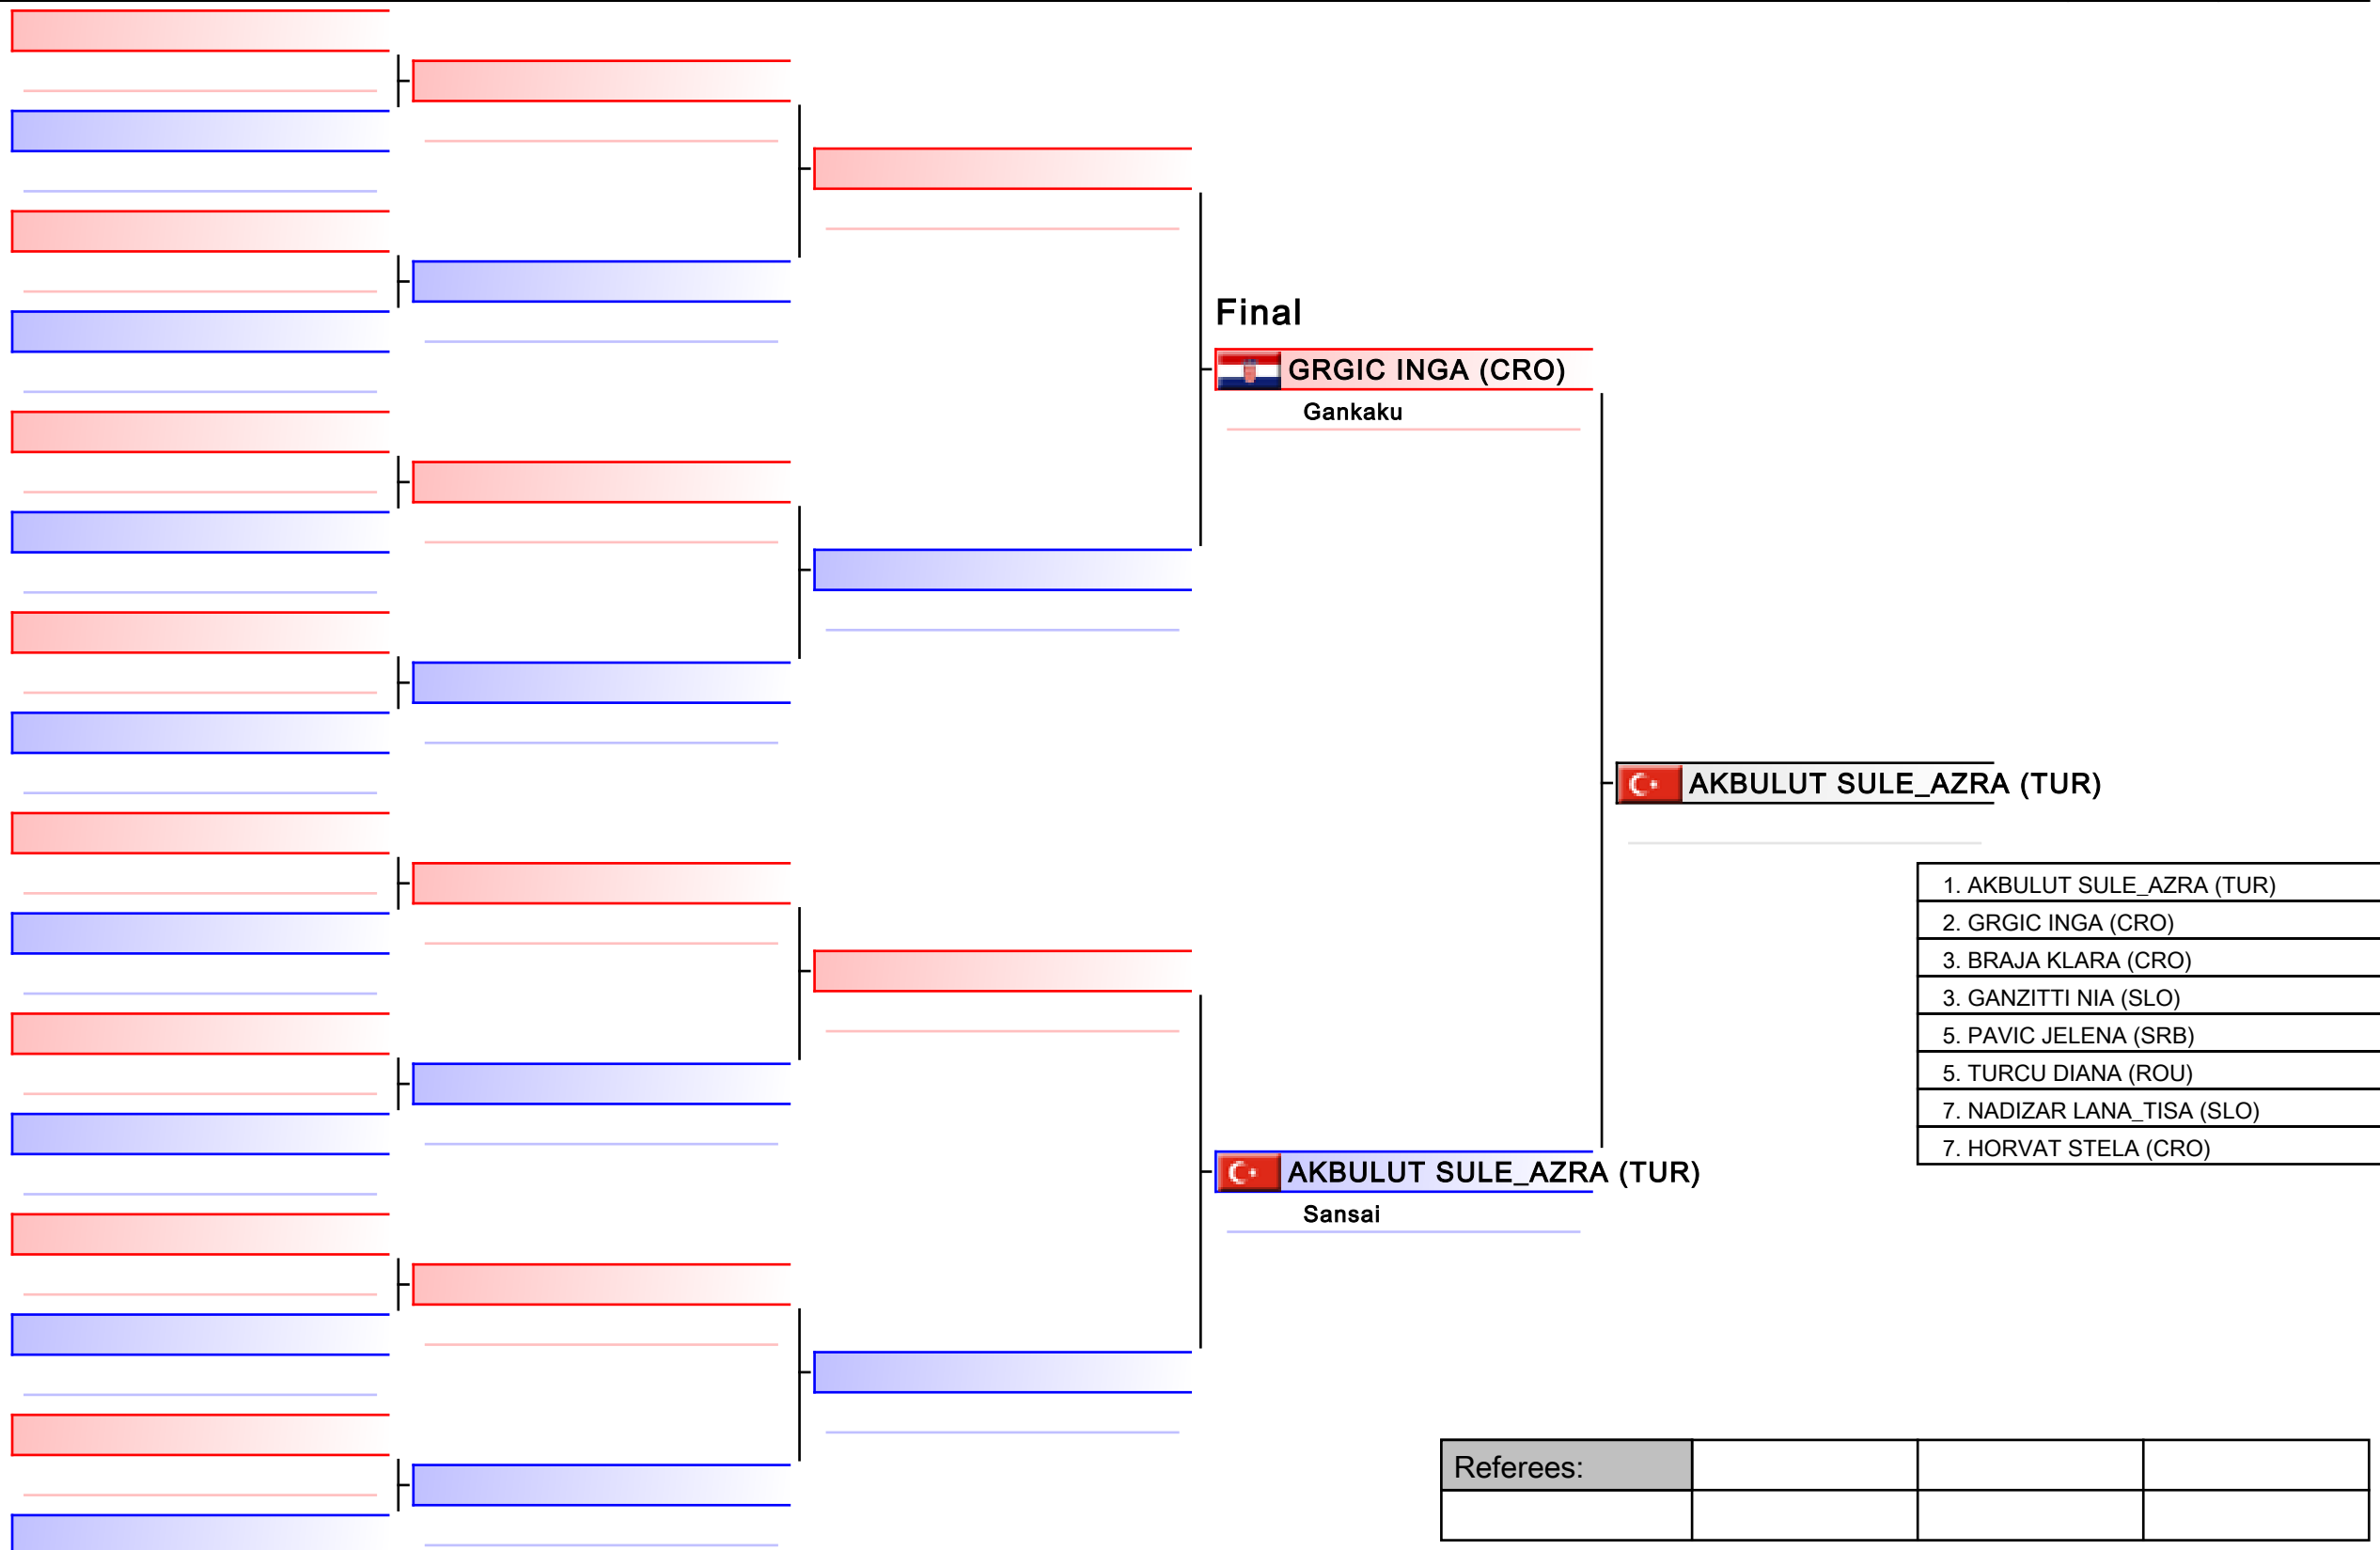 Final
GRGIC INGA (CRO)
Gankaku
AKBULUT SULE_AZRA (TUR)
1. AKBULUT SULE_AZRA (TUR)
2. GRGIC INGA (CRO)
3. BRAJA KLARA (CRO)
3. GANZITTI NIA (SLO)
5. PAVIC JELENA (SRB)
5. TURCU DIANA (ROU)
7. NADIZAR LANA_TISA (SLO)
7. HORVAT STELA (CRO)
AKBULUT SULE_AZRA (TUR)
Sansai
Referees: